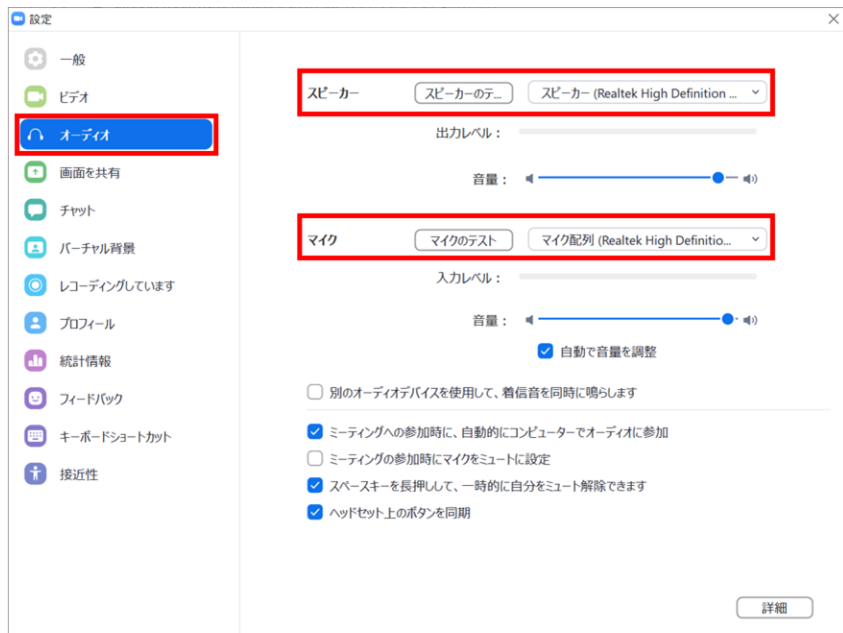 設定
一般
ビデオ
オーディオ
画面を共有
チャット
バーチャル背景
レコーディングしています
プロフィール
統計情報
フィードバック
キーボードショートカット
接近性
スピーカー スピーカーのテ... スピーカー (Realtek High Definition ...
出力レベル：
音量：
マイク マイクのテスト マイク配列 (Realtek High Definitio...
入力レベル：
音量：
自動で音量を調整
別のオーディオデバイスを使用して、着信音を同時に鳴らします
ミーティングへの参加時に、自動的にコンピューターでオーディオに参加
ミーティングの参加時にマイクをミュートに設定
スペースキーを長押しして、一時的に自分をミュート解除できます
ヘッドセット上のボタンを同期
詳細